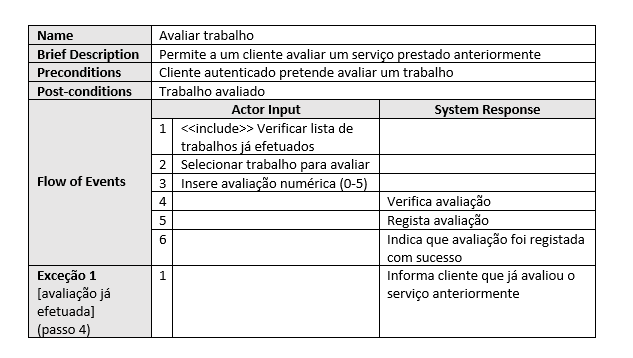 Name Avaliar trabalho
Brief Description Permite a um cliente avaliar um serviço prestado anteriormente
Preconditions Cliente autenticado pretende avaliar um trabalho
Post-conditions Trabalho avaliado
Flow of Events
Actor Input System Response
1 <<include>> Verificar lista de
trabalhos já efetuados
2 Selecionar trabalho para avaliar
3 Insere avaliação numérica (0-5)
4 Verifica avaliação
5 Regista avaliação
6 Indica que avaliação foi registada
com sucesso
Exceção 1
[avaliação já
efetuada]
(passo 4)
1 Informa cliente que já avaliou o
serviço anteriormente